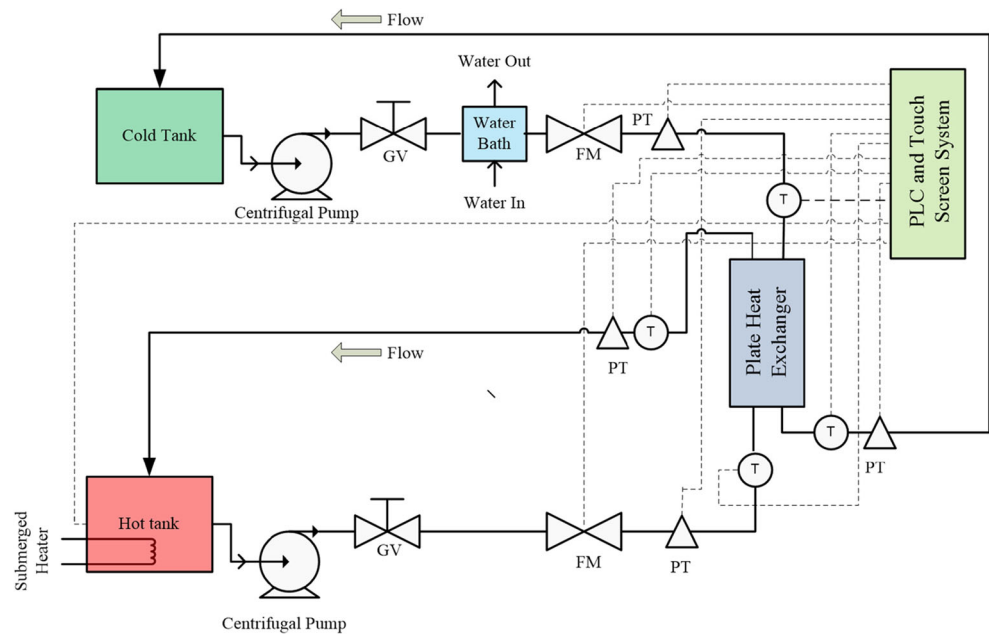 Flow
Water Out
Cold Tank
Water
Bath
GV
FM
PT
PLC and Touch
Screen System
T
Centrifugal Pump
Water In
Plate Heat
Exchanger
T
Flow
PT
T
T
PT
Submerged
Heater
Hot tank
GV
FM
PT
Centrifugal Pump